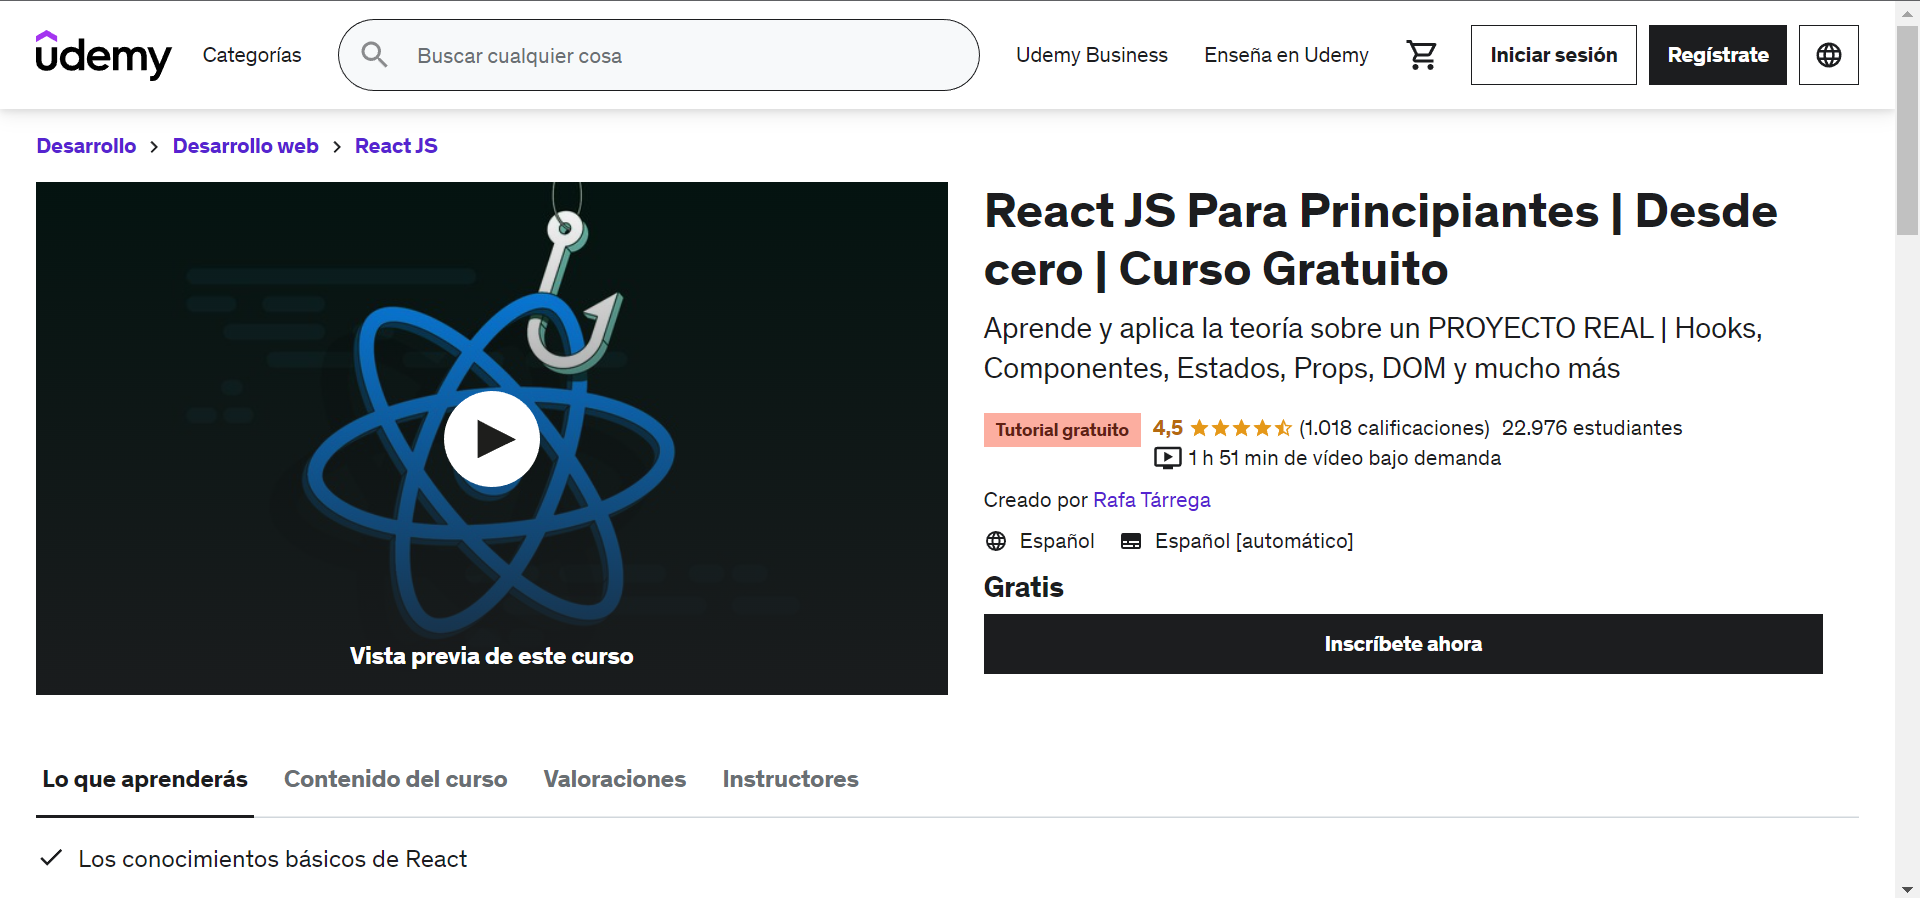 udemy
Categorías
Buscar cualquier cosa
Udemy Business
Enseña en Udemy
Iniciar sesión
Regístrate
Desarrollo
Desarrollo web
React JS
Vista previa de este curso
React JS Para Principiantes | Desde
cero | Curso Gratuito
Aprende y aplica la teoría sobre un PROYECTO REAL | Hooks,
Componentes, Estados, Props, DOM y mucho más
Tutorial gratuito
4,5 (1.018 calificaciones) 22.976 estudiantes
1 h 51 min de vídeo bajo demanda
Creado por Rafa Tárrega
Español
Español [automático]
Gratis
Inscríbete ahora
Lo que aprenderás
Contenido del curso
Valoraciones
Instructores
Los conocimientos básicos de React